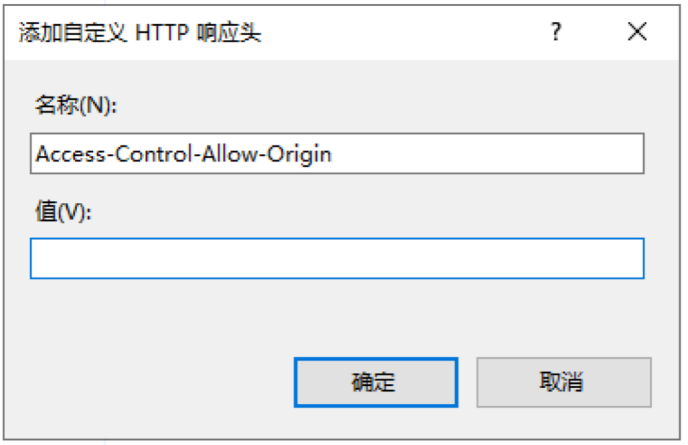 添加自定义 HTTP 响应头
?
名称(N):
Access-Control-Allow-Origin
值(V):
确定
取消